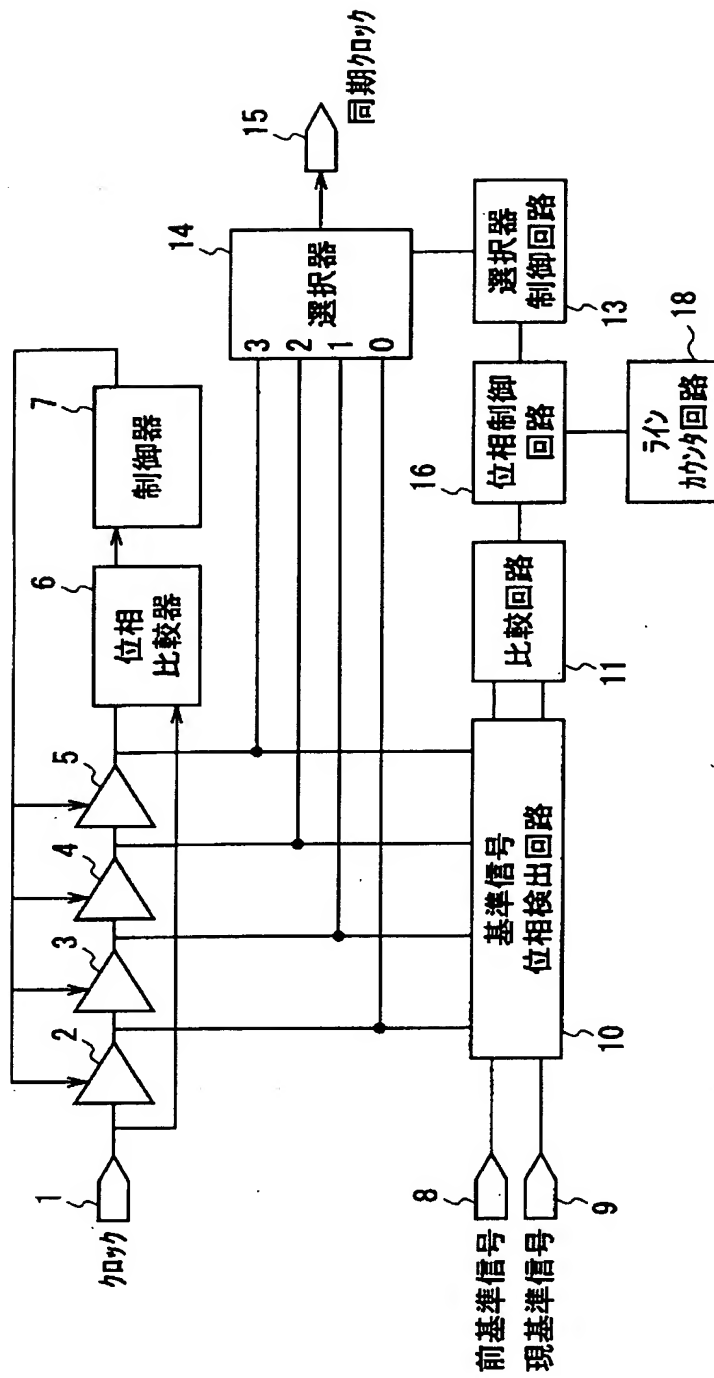 1
クロック
2
3
4
5
6
位相
比較器
7
制御器
14
選択器
3
2
1
0
15
同期クロック
8
前基準信号
現基準信号
9
基準信号
位相検出回路
10
比較回路
11
16
位相制御
回路
選択器
制御回路
13
18
ライン
カウンタ回路